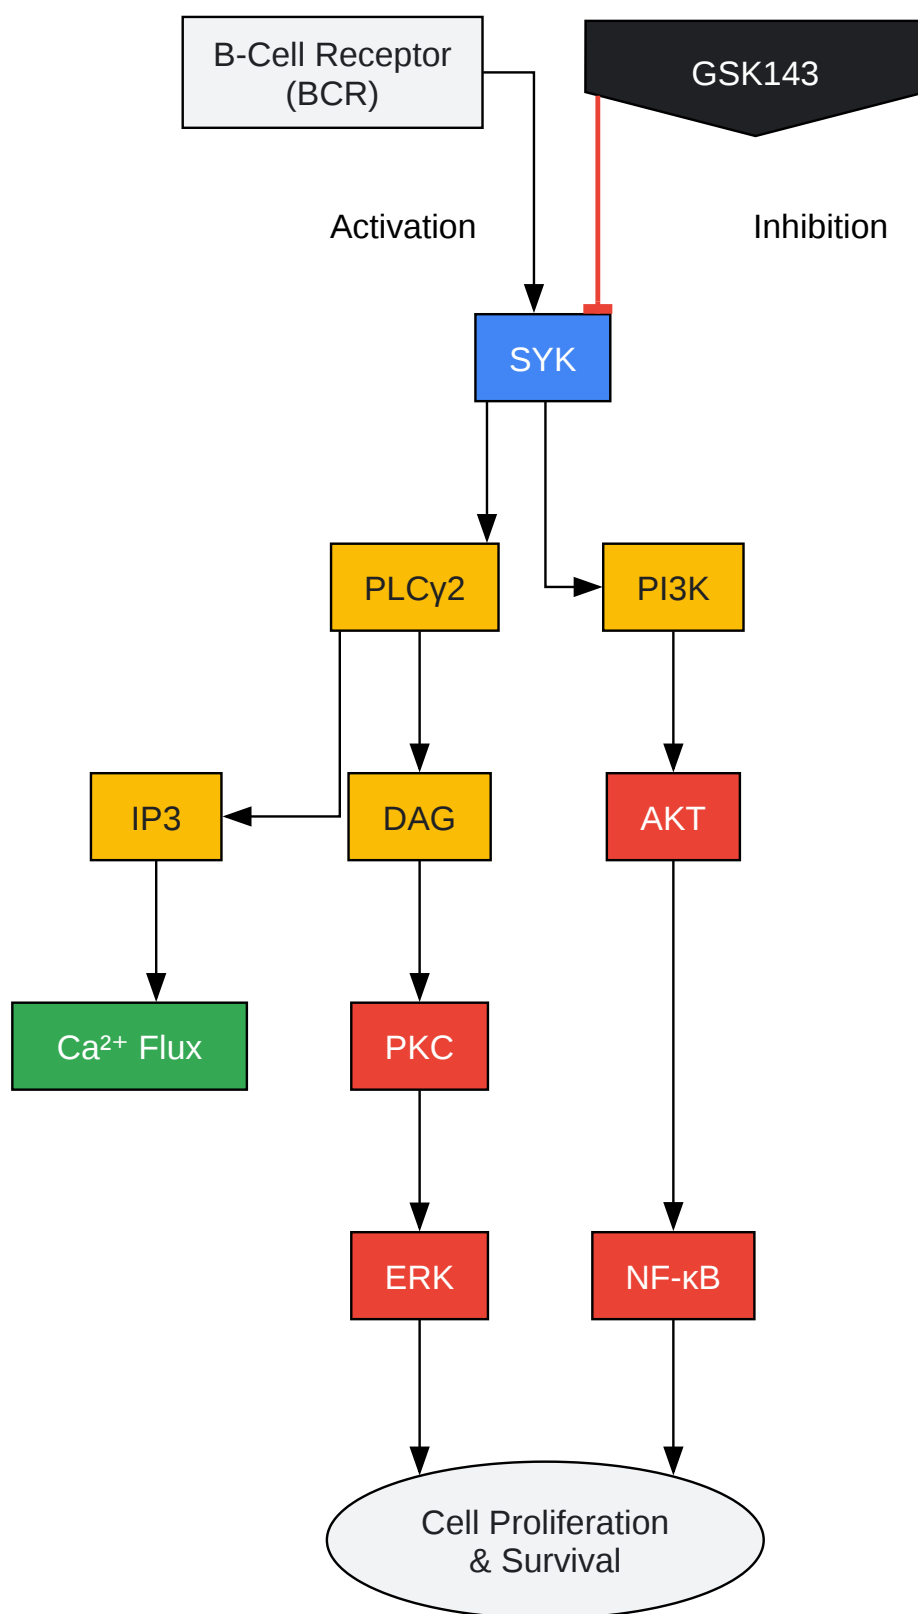 B-Cell Receptor
(BCR)
GSK143
Activation
Inhibition
SYK
PLCγ2
PI3K
IP3
DAG
AKT
Ca²⁺ Flux
PKC
ERK
NF-κB
Cell Proliferation
& Survival